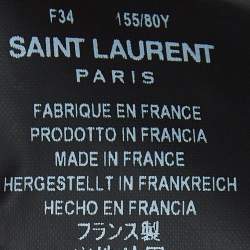 F34 155/80Y
SAINT LAURENT
PARIS
FABRIQUE EN FRANCE
PRODOTTO IN FRANCIA
MADE IN FRANCE
HERGESTELLT IN FRANKREICH
HECHO EN FRANCIA
フランス製